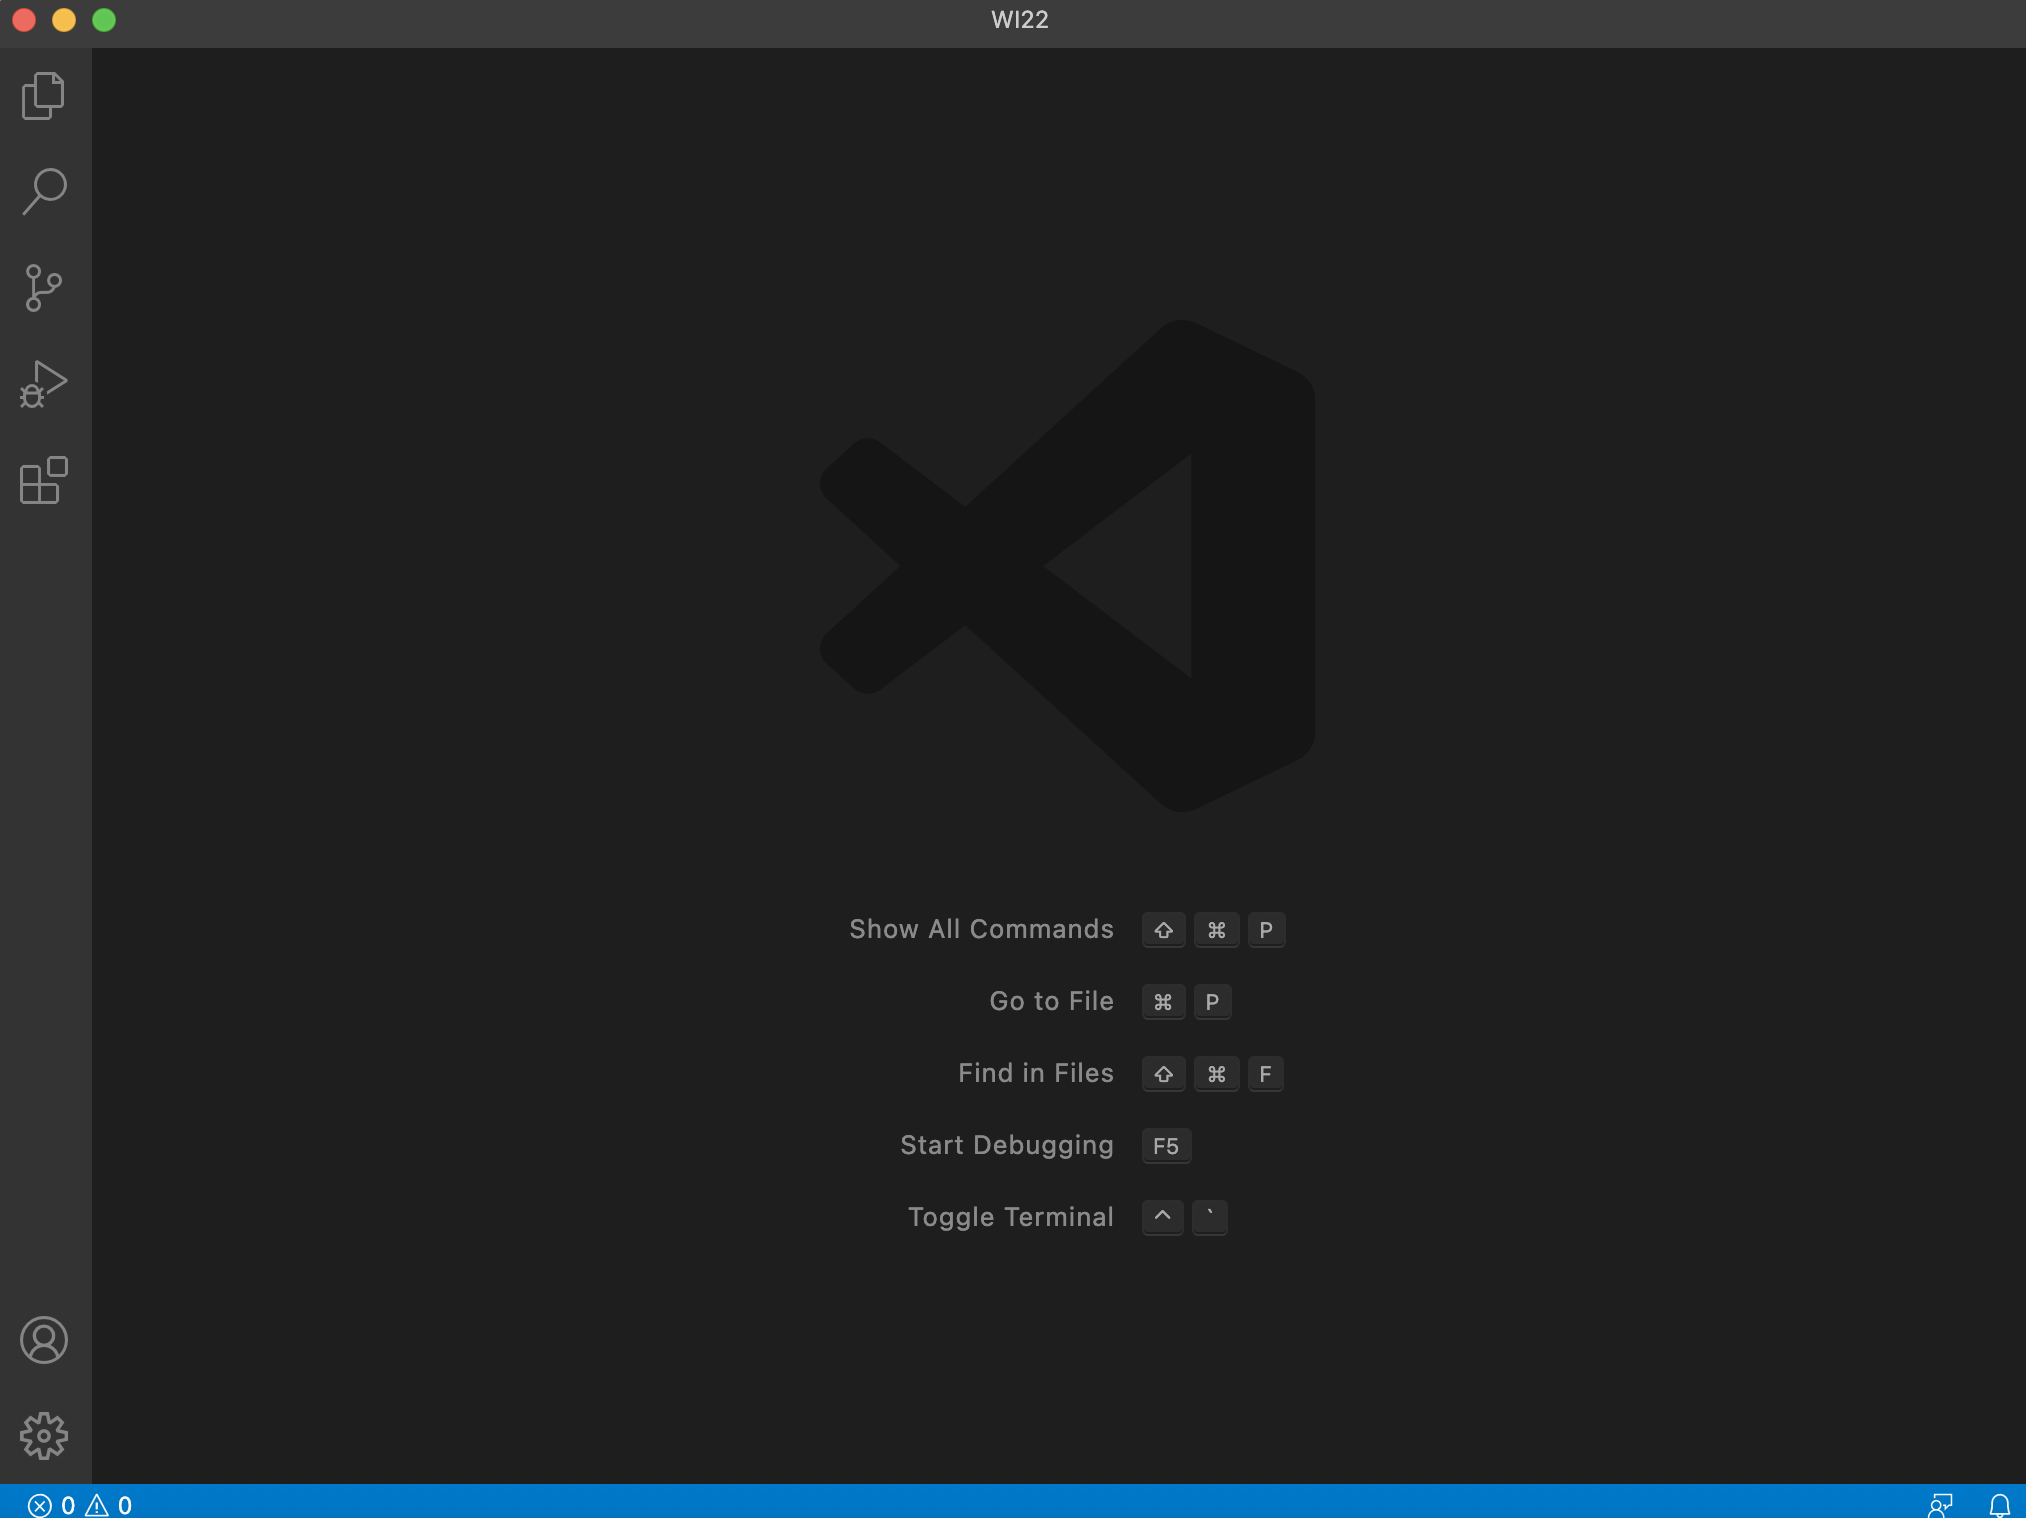 WI22
Show All Commands ⇧ ⌘ P
Go to File ⌘ P
Find in Files ⇧ ⌘ F
Start Debugging F5
Toggle Terminal ^ `
0 0